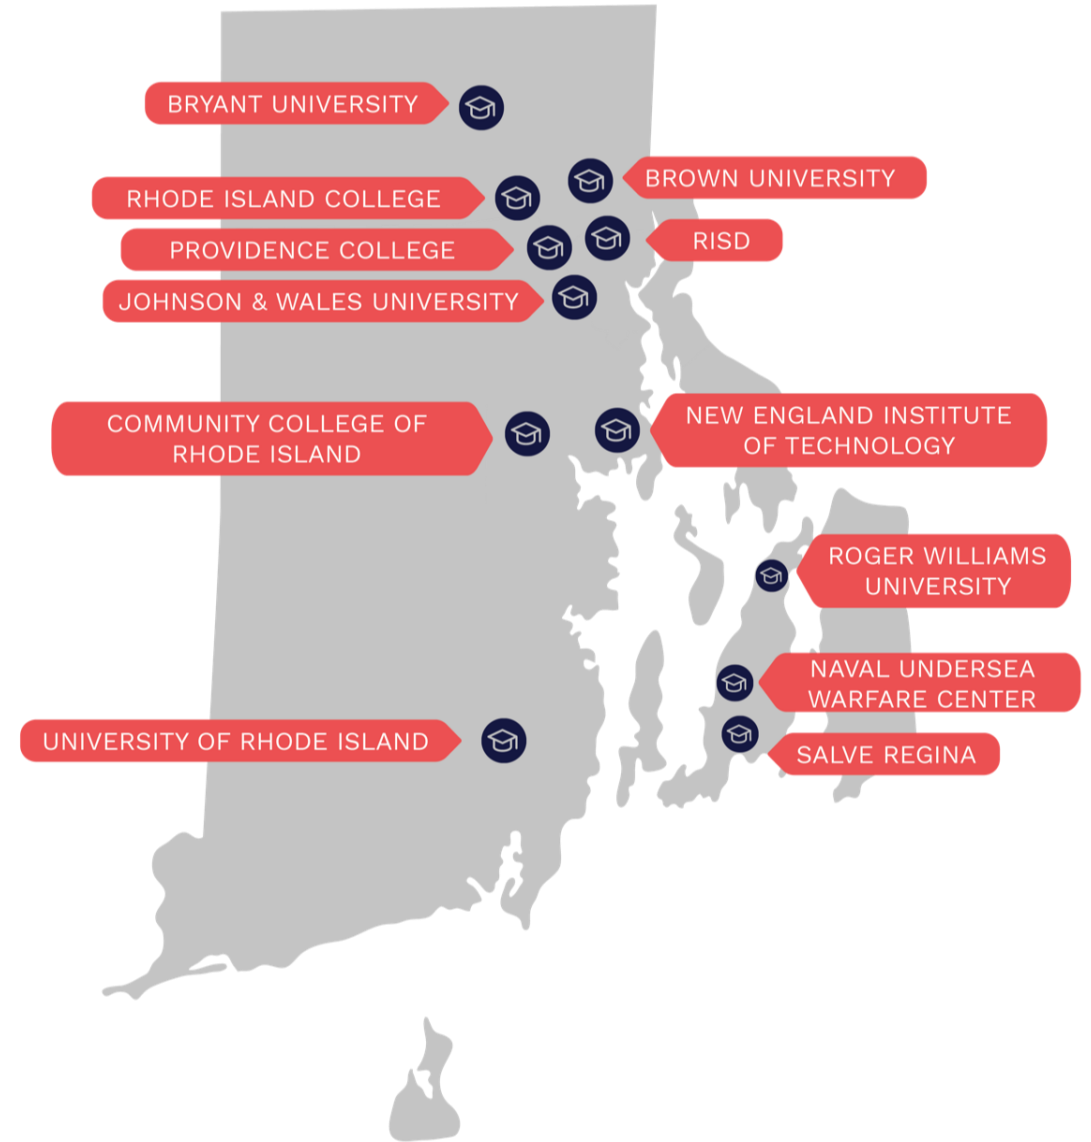 BRYANT UNIVERSITY
BROWN UNIVERSITY
RHODE ISLAND COLLEGE
RISD
PROVIDENCE COLLEGE
JOHNSON & WALES UNIVERSITY
COMMUNITY COLLEGE OF
RHODE ISLAND
NEW ENGLAND INSTITUTE
OF TECHNOLOGY
ROGER WILLIAMS
UNIVERSITY
NAVAL UNDERSEA
WARFARE CENTER
UNIVERSITY OF RHODE ISLAND
SALVE REGINA